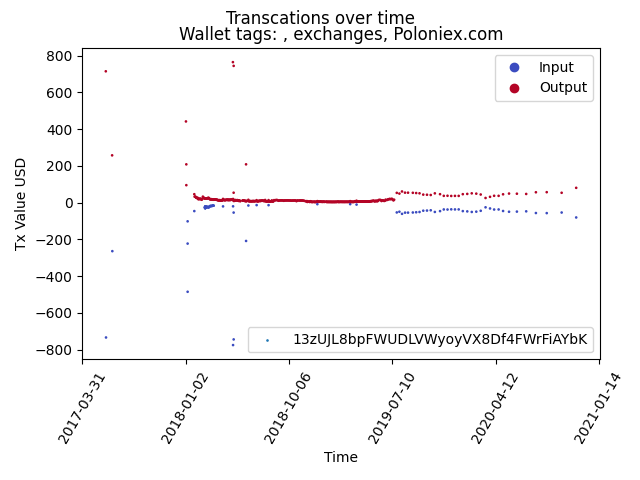 Transcations over time
Wallet tags: , exchanges, Poloniex.com
800
600
400
200
0
−200
−400
−600
−800
Tx Value USD
Input
Output
13zUJL8bpFWUDLVWyoyVX8Df4FWrFiAYbK
2017-03-31
2018-01-02
2018-10-06
2019-07-10
2020-04-12
2021-01-14
Time